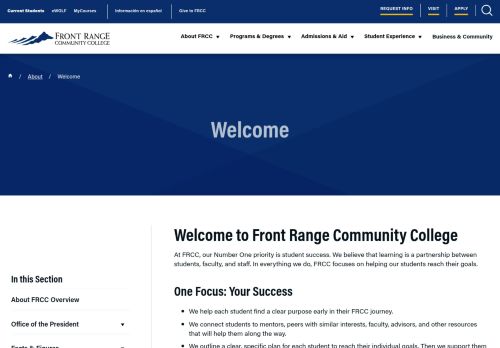 Current Students eWOLF MyCourses Información en español Give to FRCC REQUEST INFO VISIT APPLY
FRONT RANGE
COMMUNITY COLLEGE
About FRCC Programs & Degrees Admissions & Aid Student Experience Business & Community
/ About / Welcome
Welcome
Welcome to Front Range Community College
At FRCC, our Number One priority is student success. We believe that learning is a partnership between
students, faculty, and staff. In everything we do, FRCC focuses on helping our students reach their goals.
In this Section
About FRCC Overview
Office of the President
Facts & Figures
One Focus: Your Success
• We help each student find a clear purpose early in their FRCC journey.
• We connect students to mentors, peers with similar interests, faculty, advisors, and other resources
that will help them along the way.
• We outline a clear, specific plan for each student to reach their individual goals. Then we support them